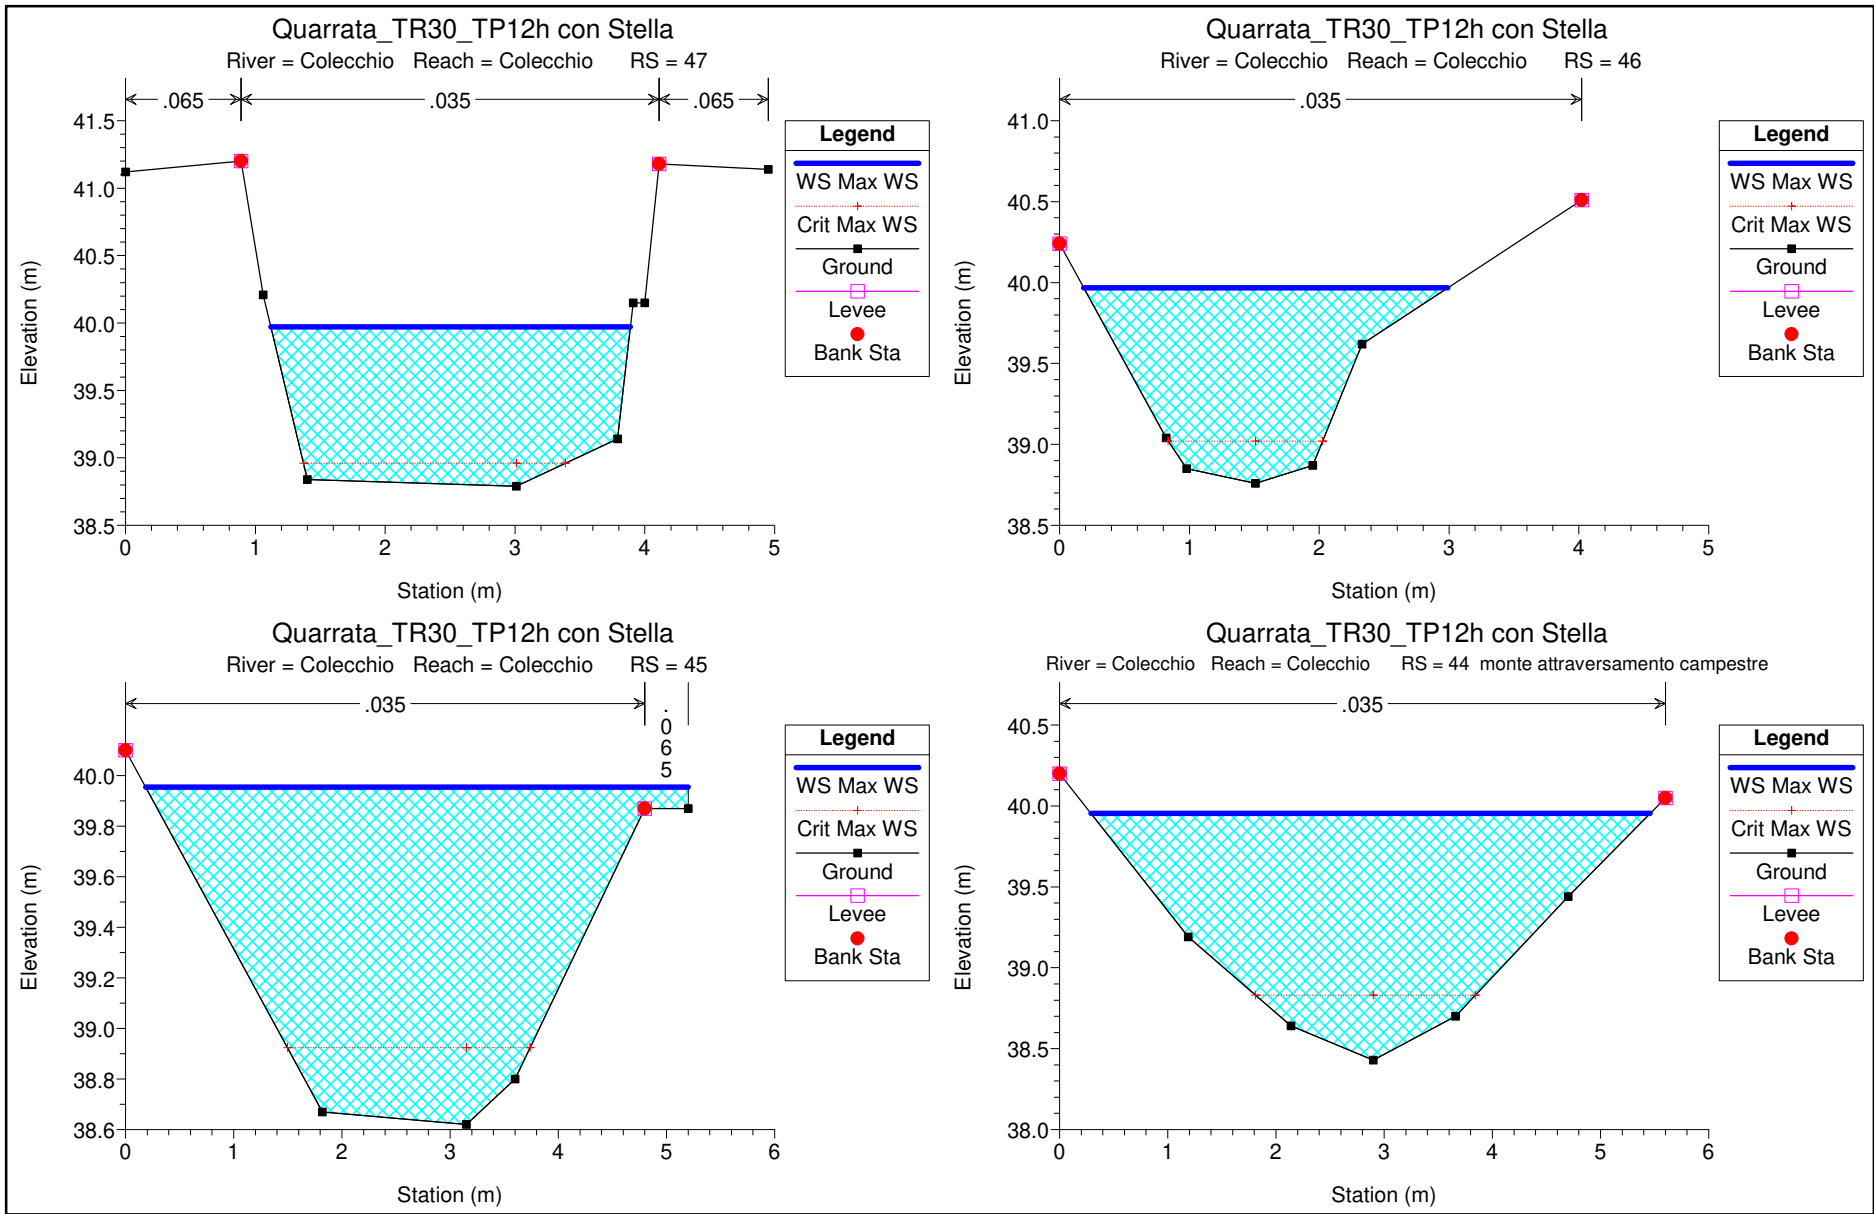 Quarrata_TR30_TP12h con Stella
River = Colecchio Reach = Colecchio RS = 47
.065
.035
.065
41.5
41.0
40.5
40.0
39.5
39.0
38.5
Elevation (m)
0
1
2
3
4
5
Station (m)
Legend
WS Max WS
Crit Max WS
Ground
Levee
Bank Sta
Quarrata_TR30_TP12h con Stella
River = Colecchio Reach = Colecchio RS = 46
.035
41.0
40.5
40.0
39.5
39.0
38.5
Elevation (m)
0
1
2
3
4
5
Station (m)
Legend
WS Max WS
Crit Max WS
Ground
Levee
Bank Sta
Quarrata_TR30_TP12h con Stella
River = Colecchio Reach = Colecchio RS = 45
.035
.
0
6
5
40.0
39.8
39.6
39.4
39.2
39.0
38.8
38.6
Elevation (m)
0
1
2
3
4
5
6
Station (m)
Legend
WS Max WS
Crit Max WS
Ground
Levee
Bank Sta
Quarrata_TR30_TP12h con Stella
River = Colecchio Reach = Colecchio RS = 44 monte attraversamento campestre
.035
40.5
40.0
39.5
39.0
38.5
38.0
Elevation (m)
0
1
2
3
4
5
6
Station (m)
Legend
WS Max WS
Crit Max WS
Ground
Levee
Bank Sta